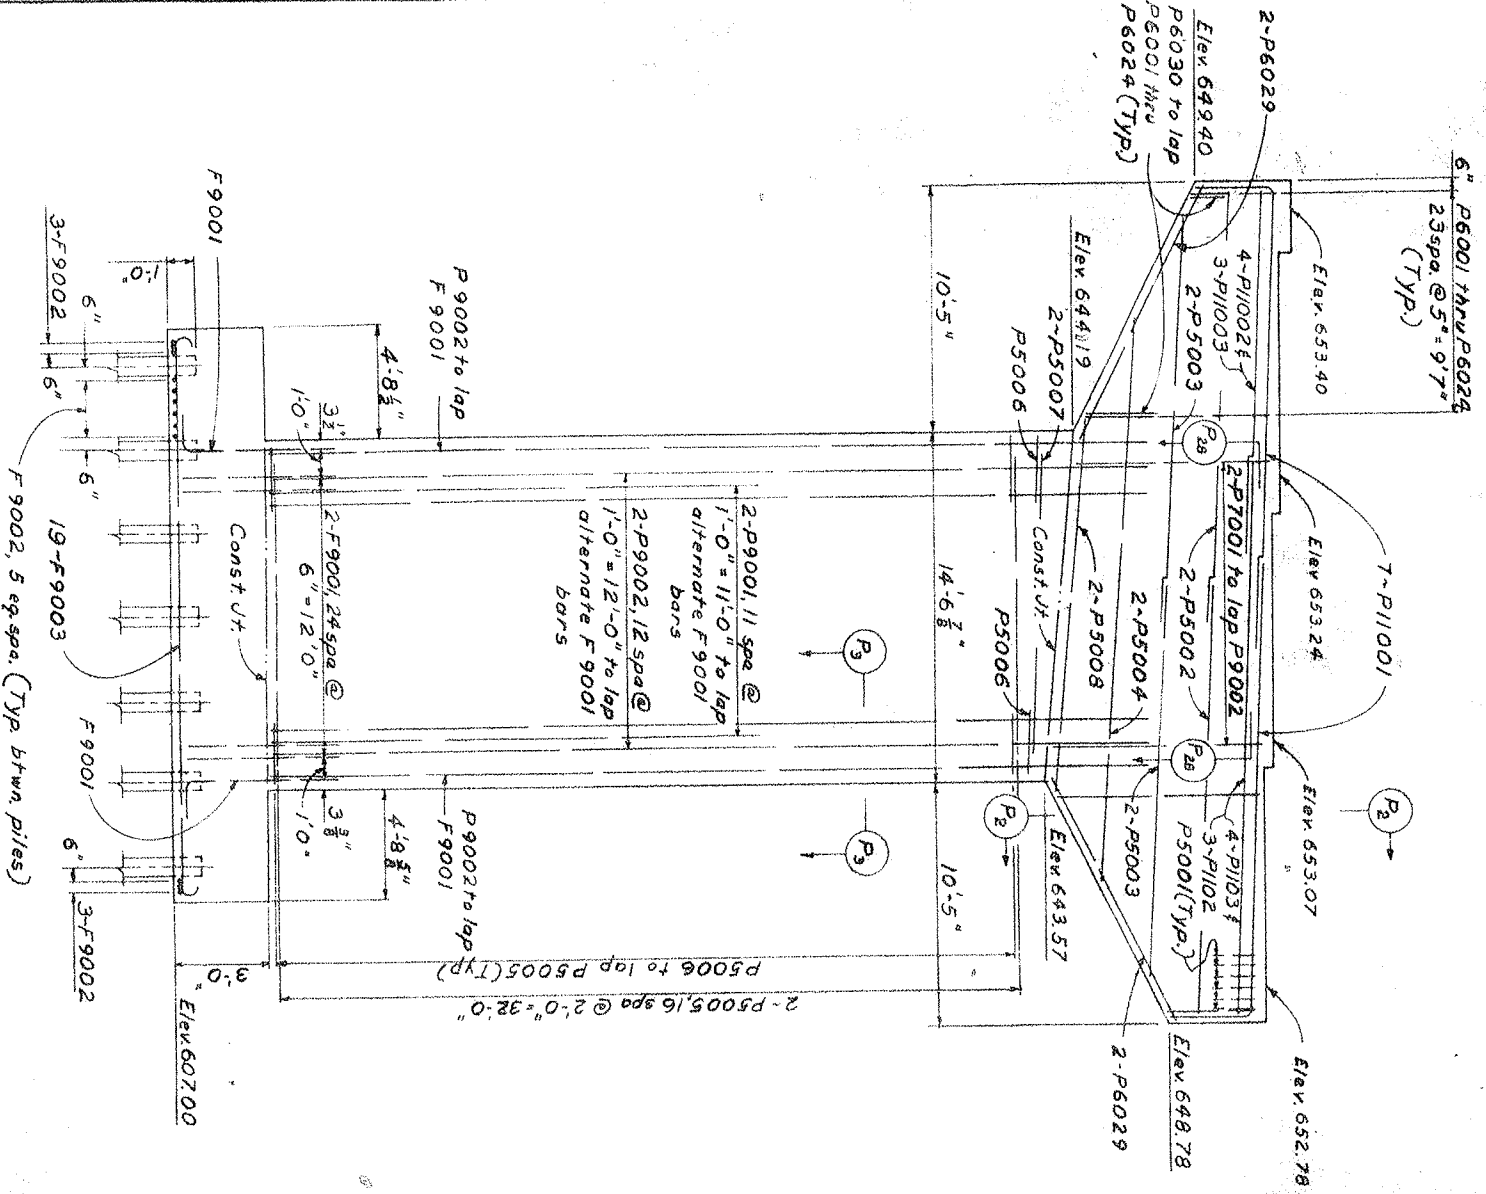 2-P6029
Elev. 649.40
P6030 to lap
P6001 thru
P6024 (Typ.)
6"
P6001 thru P6024
23 spa. @ 5" = 9'7"
(Typ.)
Elev. 653.40
Elev. 653.24
7-P11001
Elev. 653.07
Elev. 652.78
4-P11002 &
3-P11003
2-P5003
P28
2-P7001 to lap P9002
2-P5002
P28
4-P1103 &
3-P1102
P5001 (Typ.)
P2
Elev. 644.19
2-P5007
P5006
Const. Jt.
2-P5008
2-P5004
P5006
2-P5003
P2
Elev. 643.57
2-P6029
Elev. 648.78
10'-5"
14'-6 7/8"
10'-5"
P3
P3
2-P9001, 11 spa @
1'-0" = 11'-0" to lap
alternate F9001
bars
2-P9002, 12 spa @
1'-0" = 12'-0" to lap
alternate F9001
bars
P9002 to lap
F9001
P9002 to lap
F9001
P5006 to lap P5005 (Typ)
2-P5005, 16 spa @ 2'-0" = 32'-0"
4'-8 1/2"
3 1/2"
1'-0"
2-F9001, 24 spa @
6" = 12'0"
3 3/8"
1'0"
4'-8 5/8"
F9001
1'-0"
3-F9002
6"
6"
6"
Const. Jt.
19-F9003
F9001
6"
3-F9002
3'-0"
Elev. 607.00
F9002, 5 eq. spa. (Typ. btwn. piles)